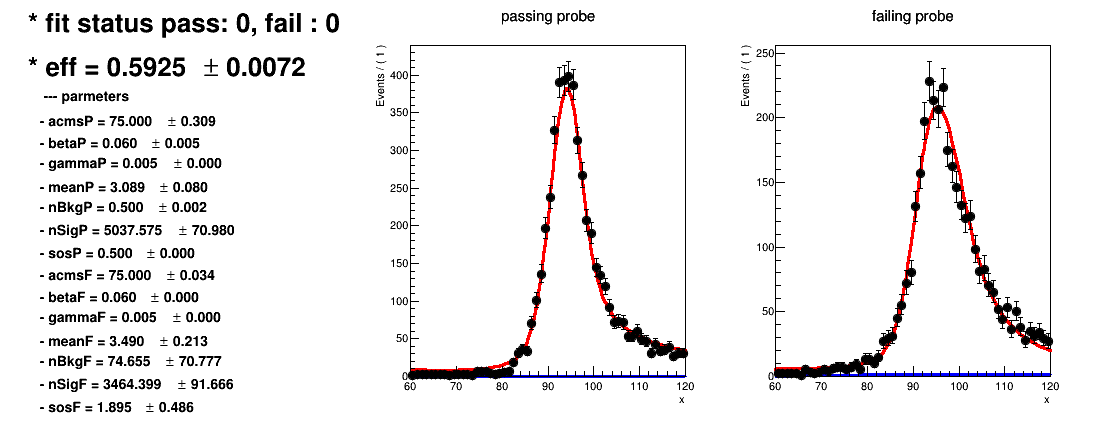 * fit status pass: 0, fail : 0
* eff = 0.5925 ± 0.0072
--- parmeters
- acmsP = 75.000 ± 0.309
- betaP = 0.060 ± 0.005
- gammaP = 0.005 ± 0.000
- meanP = 3.089 ± 0.080
- nBkgP = 0.500 ± 0.002
- nSigP = 5037.575 ± 70.980
- sosP = 0.500 ± 0.000
- acmsF = 75.000 ± 0.034
- betaF = 0.060 ± 0.000
- gammaF = 0.005 ± 0.000
- meanF = 3.490 ± 0.213
- nBkgF = 74.655 ± 70.777
- nSigF = 3464.399 ± 91.666
- sosF = 1.895 ± 0.486
passing probe
Events / ( 1 )
400
350
300
250
200
150
100
50
0
60 70 80 90 100 110 120
x
failing probe
Events / ( 1 )
250
200
150
100
50
0
60 70 80 90 100 110 120
x